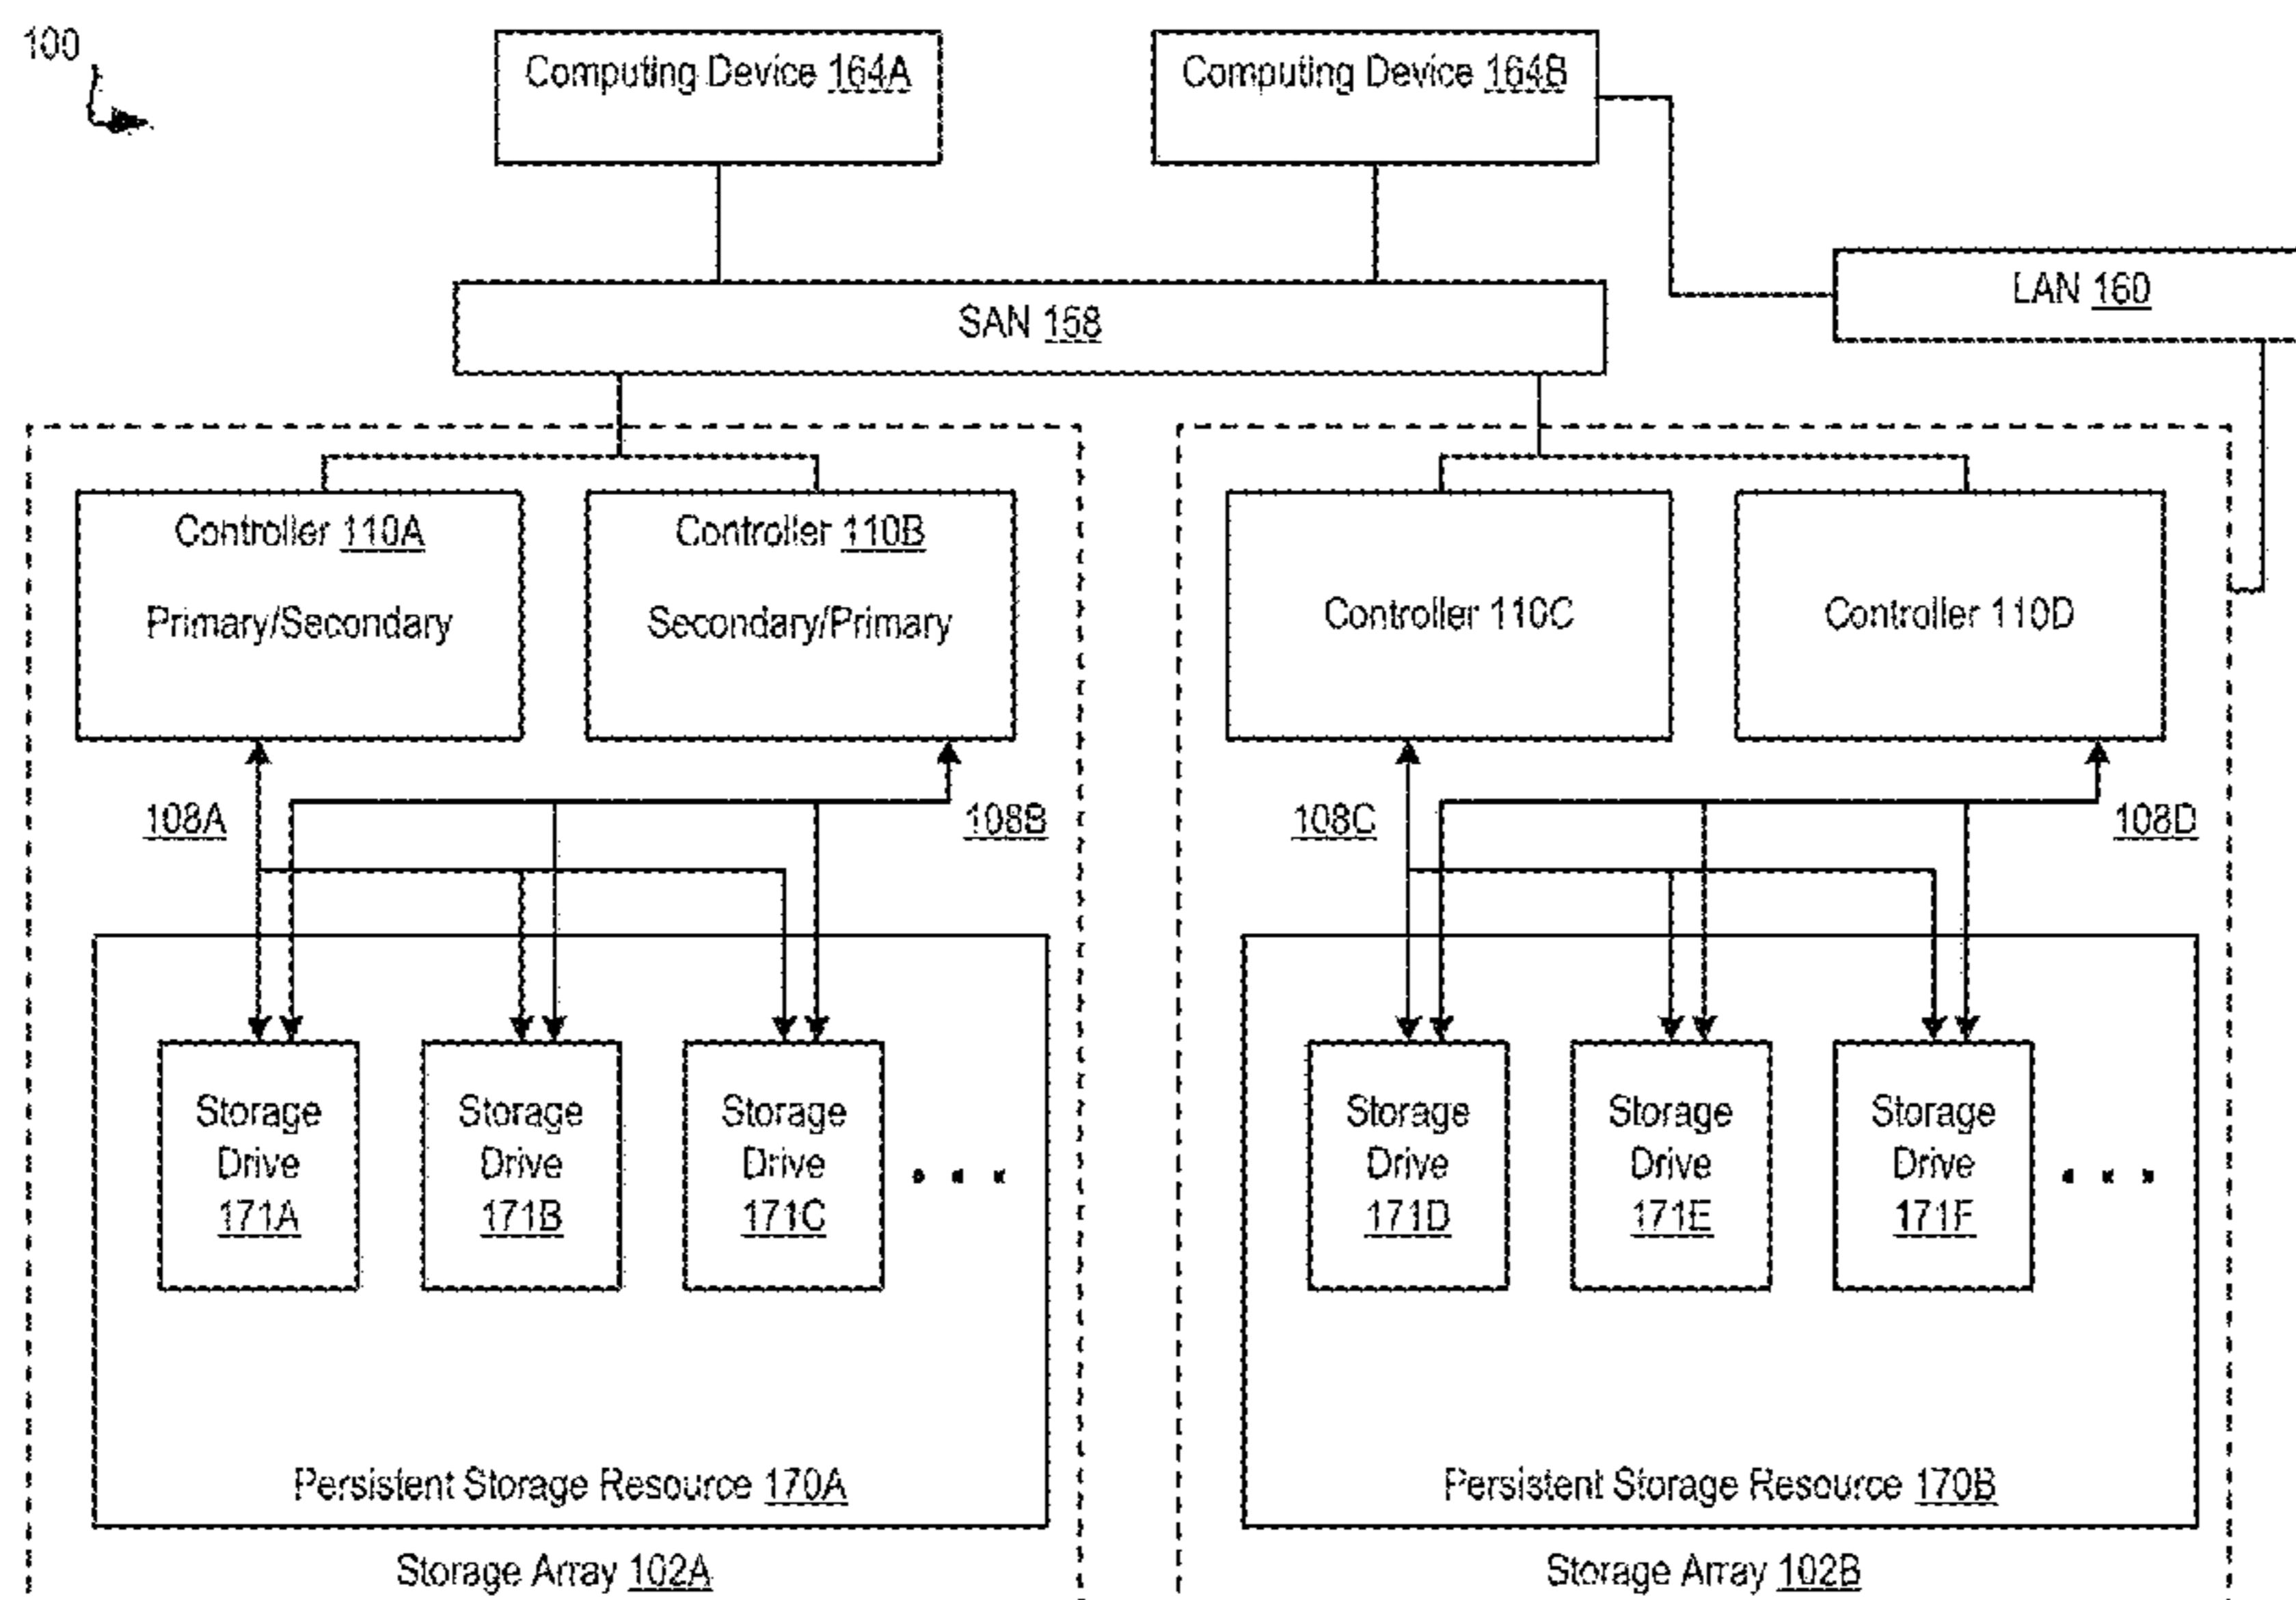 100
Computing Device 164A
Computing Device 164B
LAN 160
SAN 158
Controller 110A
Primary/Secondary
Controller 110B
Secondary/Primary
Controller 110C
Controller 110D
108A
108B
108C
108D
Storage
Drive
171A
Storage
Drive
171B
Storage
Drive
171C
Storage
Drive
171D
Storage
Drive
171E
Storage
Drive
171F
Persistent Storage Resource 170A
Persistent Storage Resource 170B
Storage Array 102A
Storage Array 102B